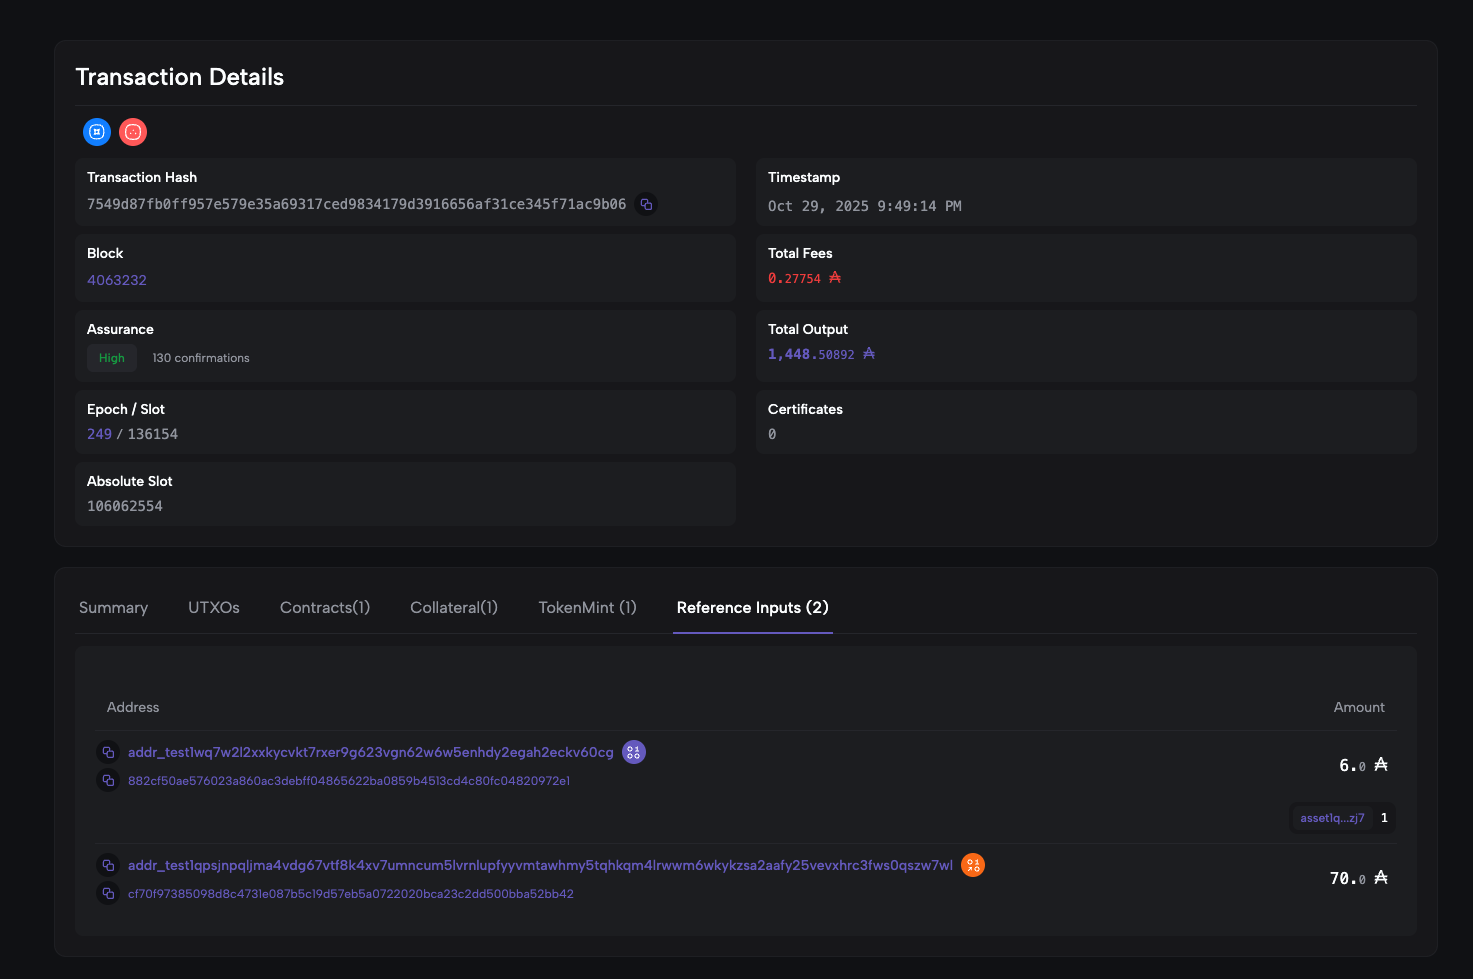 Transaction Details
Transaction Hash
7549d87fb0ff957e579e35a69317ced9834179d3916656af31ce345f71ac9b06
Timestamp
Oct 29, 2025 9:49:14 PM
Block
4063232
Total Fees
0.27754 ₳
Assurance
High 130 confirmations
Total Output
1,448.50892 ₳
Epoch / Slot
249 / 136154
Certificates
0
Absolute Slot
106062554
Summary UTXOs Contracts(1) Collateral(1) TokenMint (1) Reference Inputs (2)
Address Amount
addr_test1wq7w2l2xxkycvkt7rxer9g623vgn62w6w5enhdy2egah2eckv60cg
882cf50ae576023a860ac3debff04865622ba0859b4513cd4c80fc04820972e1
6.0 ₳
asset1q...zj7 1
addr_test1qpsjnpqljma4vdg67vtf8k4xv7umncum5lvrnlupfyyvmtawhmy5tqhkqm4lrwwm6wkykzsa2aafy25vevxhrc3fws0qszw7wl
cf70f97385098d8c4731e087b5c19d57eb5a0722020bca23c2dd500bba52bb42
70.0 ₳